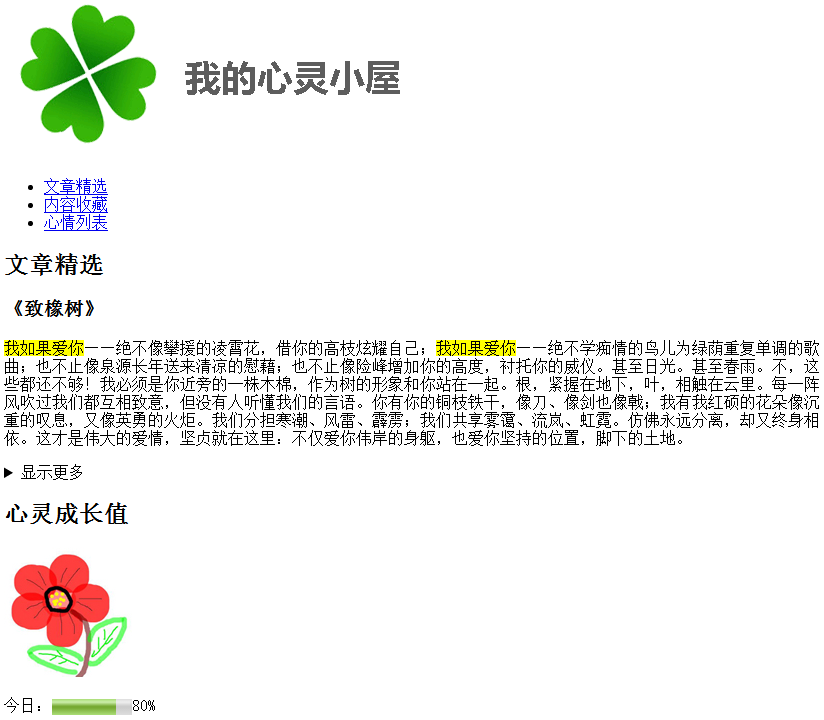 我的心灵小屋
文章精选
内容收藏
心情列表
文章精选
《致橡树》
我如果爱你——绝不像攀援的凌霄花，借你的高枝炫耀自己；我如果爱你——绝不学痴情的鸟儿为绿荫重复单调的歌
曲；也不止像泉源长年送来清凉的慰藉；也不止像险峰增加你的高度，衬托你的威仪。甚至日光。甚至春雨。不，这
些都还不够！我必须是你近旁的一株木棉，作为树的形象和你站在一起。根，紧握在地下，叶，相触在云里。每一阵
风吹过我们都互相致意，但没有人听懂我们的言语。你有你的铜枝铁干，像刀、像剑也像戟；我有我红硕的花朵像沉
重的叹息，又像英勇的火炬。我们分担寒潮、风雷、霹雳；我们共享雾霭、流岚、虹霓。仿佛永远分离，却又终身相
依。这才是伟大的爱情，坚贞就在这里：不仅爱你伟岸的身躯，也爱你坚持的位置，脚下的土地。
显示更多
心灵成长值
今日：80%